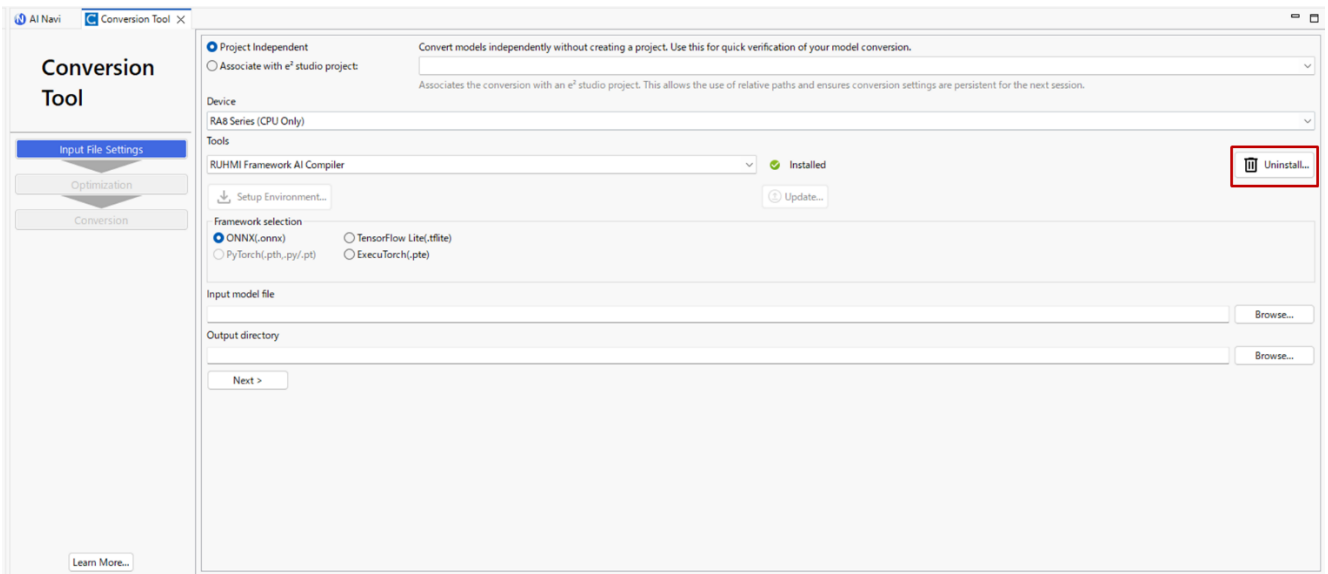 AI Navi
Conversion Tool
Conversion
Tool
Input File Settings
Optimization
Conversion
Learn More...
Project Independent
Convert models independently without creating a project. Use this for quick verification of your model conversion.
Associate with e² studio project:
Associates the conversion with an e² studio project. This allows the use of relative paths and ensures conversion settings are persistent for the next session.
Device
RA8 Series (CPU Only)
Tools
RUHMI Framework AI Compiler
Installed
Uninstall...
Setup Environment...
Update...
Framework selection
ONNX(.onnx)
TensorFlow Lite(.tflite)
PyTorch(.pth,.py/.pt)
ExecuTorch(.pte)
Input model file
Browse...
Output directory
Browse...
Next >